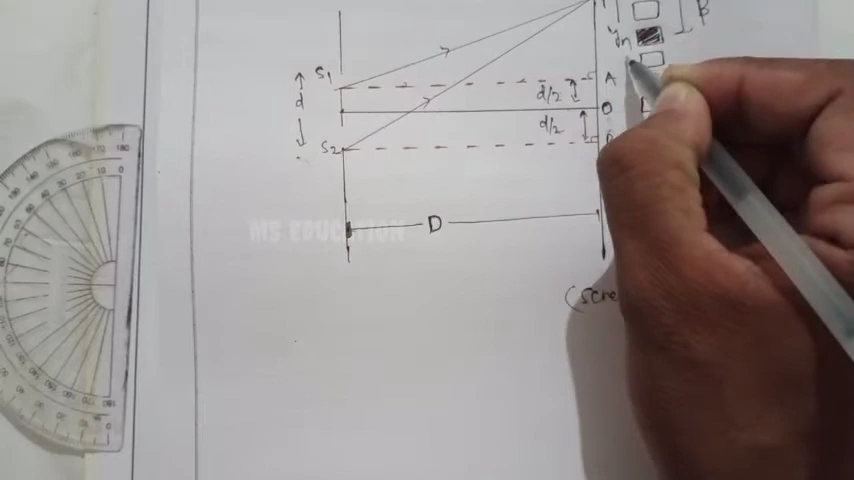 β
yn
S1
A
d
d/2
O
d/2
S2
MS EDUCATION
D
(Scre